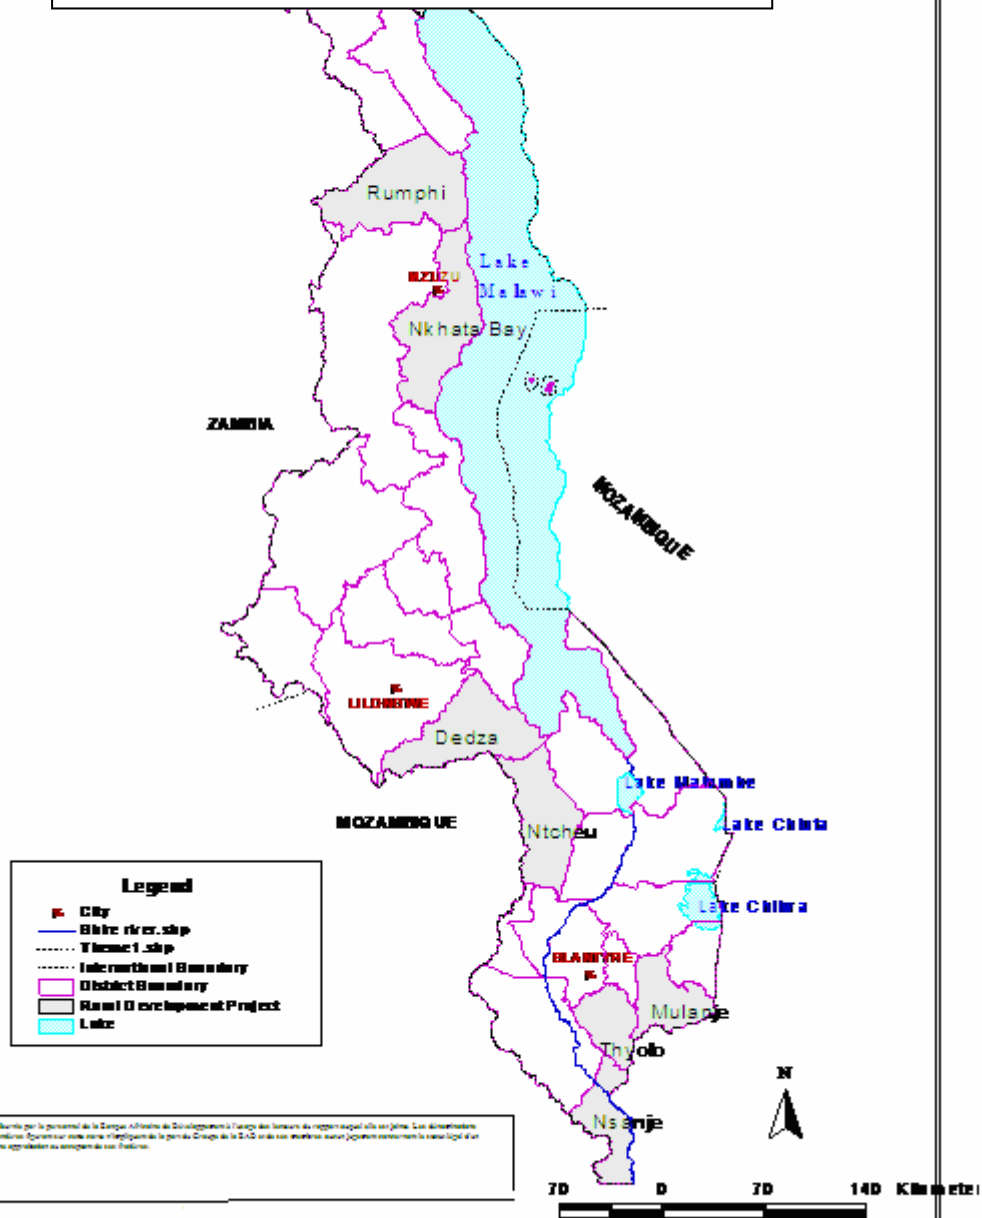 Rumphi
MZUZU
Lake
Malawi
Nkhata Bay
ZAMBIA
MOZAMBIQUE
LILONGWE
Dedza
Lake Malombe
MOZAMBIQUE
Ntcheu
Lake Chiuta
Lake Chilwa
Legend
City
Shire river.shp
Theme1.shp
International Boundary
District Boundary
Rural Development Project
Lake
BLANTYRE
Mulanje
Thyolo
Nsanje
N
70 0 70 140 Kilometer